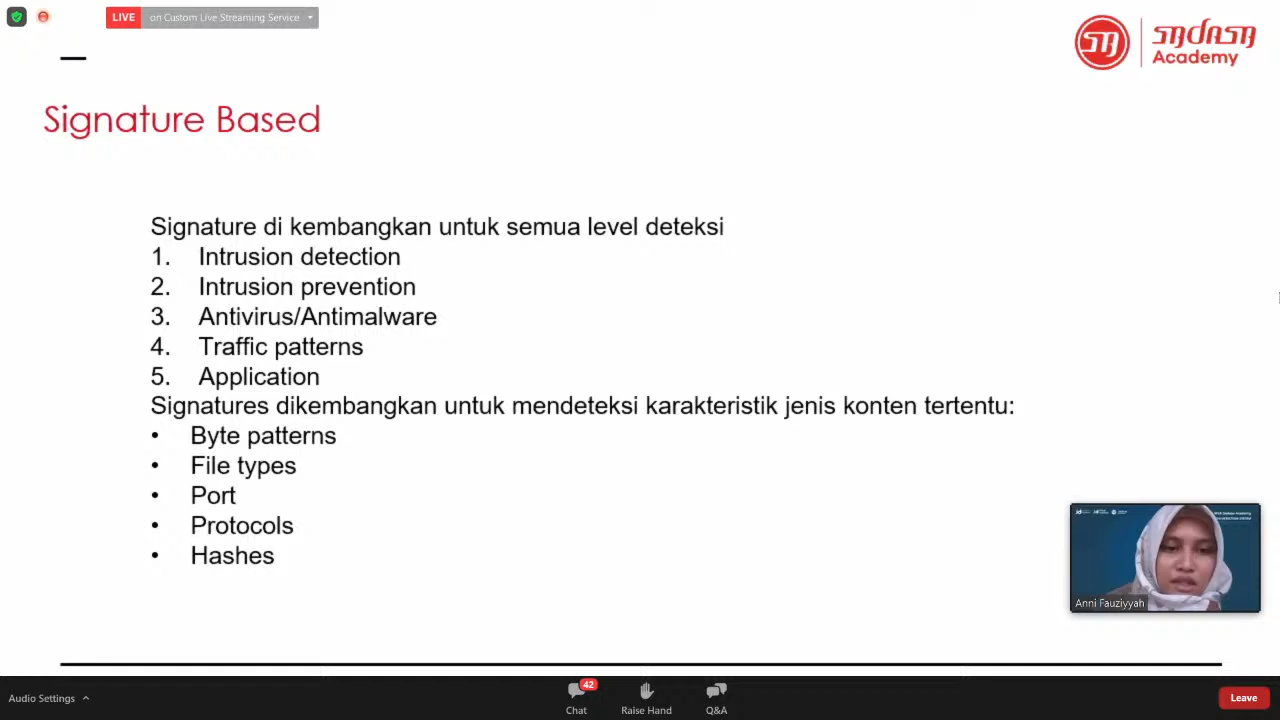 LIVE on Custom Live Streaming Service
SADASA
Academy
Signature Based
Signature di kembangkan untuk semua level deteksi
1. Intrusion detection
2. Intrusion prevention
3. Antivirus/Antimalware
4. Traffic patterns
5. Application
Signatures dikembangkan untuk mendeteksi karakteristik jenis konten tertentu:
• Byte patterns
• File types
• Port
• Protocols
• Hashes
Anni Fauziyyah
Audio Settings
42
Chat
Raise Hand
Q&A
Leave